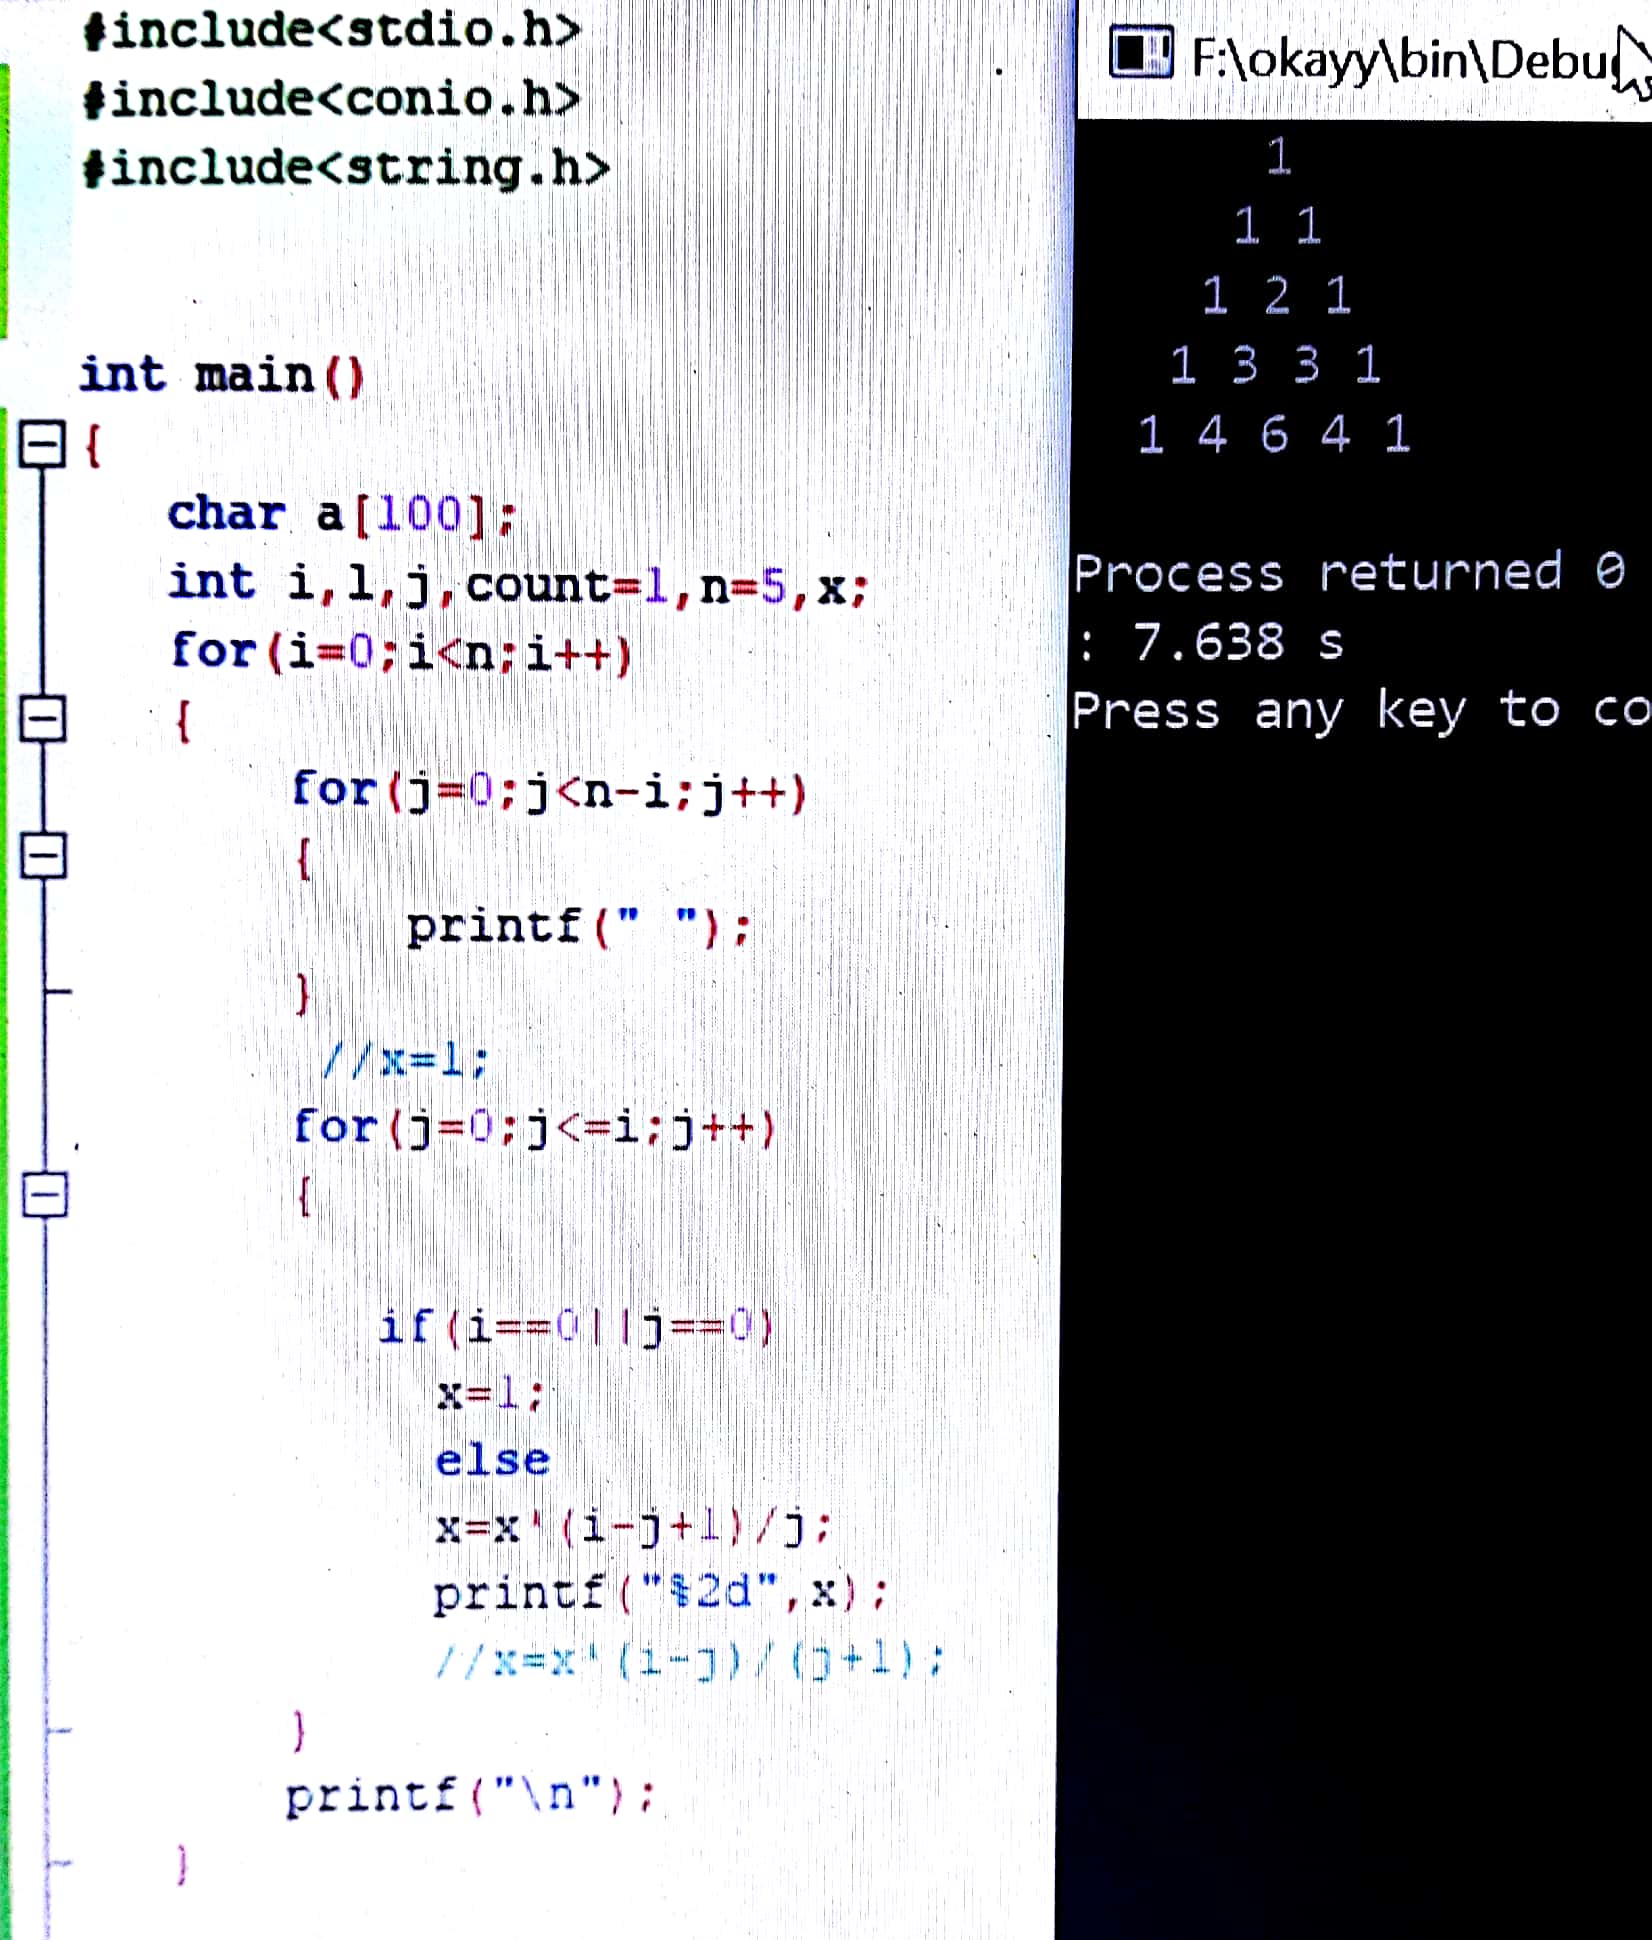 #include<stdio.h>
#include<conio.h>
#include<string.h>
int main()
{
char a[100];
int i,l,j,count=1,n=5,x;
for(i=0;i<n;i++)
{
for(j=0;j<n-i;j++)
{
printf(" ");
}
//x=1;
for(j=0;j<=i;j++)
{
if(i==0||j==0)
x=1;
else
x=x*(i-j+1)/j;
printf("%2d",x);
//x=x*(i-j)/(j+1);
}
printf("\n");
}
F:\okayy\bin\Debu
1
1 1
1 2 1
1 3 3 1
1 4 6 4 1
Process returned 0
: 7.638 s
Press any key to co